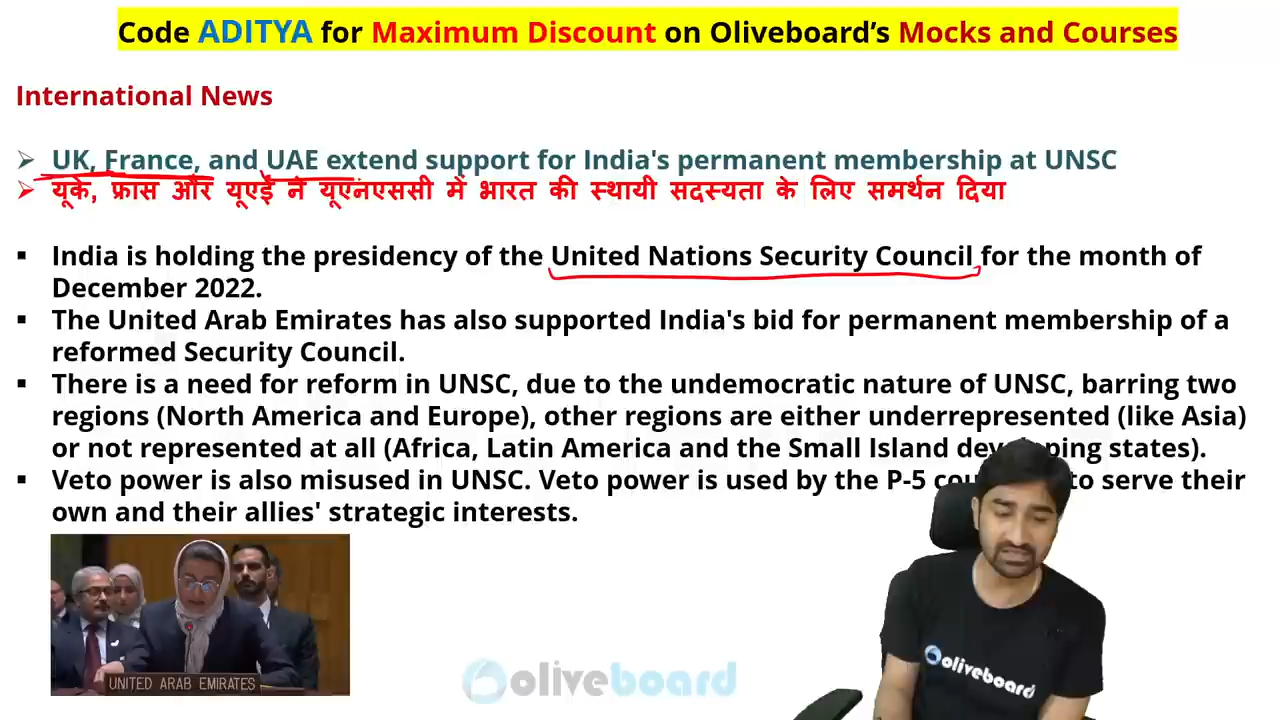 Code ADITYA for Maximum Discount on Oliveboard’s Mocks and Courses
International News
UK, France, and UAE extend support for India's permanent membership at UNSC
यूके, फ्रांस और यूएई ने यूएनएससी में भारत की स्थायी सदस्यता के लिए समर्थन दिया
India is holding the presidency of the United Nations Security Council for the month of
December 2022.
The United Arab Emirates has also supported India's bid for permanent membership of a
reformed Security Council.
There is a need for reform in UNSC, due to the undemocratic nature of UNSC, barring two
regions (North America and Europe), other regions are either underrepresented (like Asia)
or not represented at all (Africa, Latin America and the Small Island states).
Veto power is also misused in UNSC. Veto power is used by the P-5 to serve their
own and their allies' strategic interests.
UNITED ARAB EMIRATES
oliveboard
oliveboard